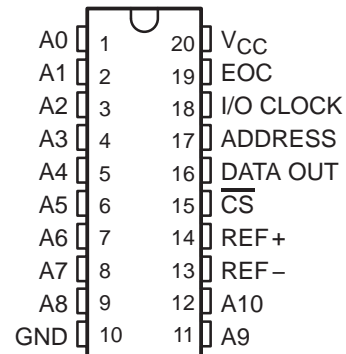 A0 1 20 VCC
A1 2 19 EOC
A2 3 18 I/O CLOCK
A3 4 17 ADDRESS
A4 5 16 DATA OUT
A5 6 15 C̅S̅
A6 7 14 REF+
A7 8 13 REF−
A8 9 12 A10
GND 10 11 A9